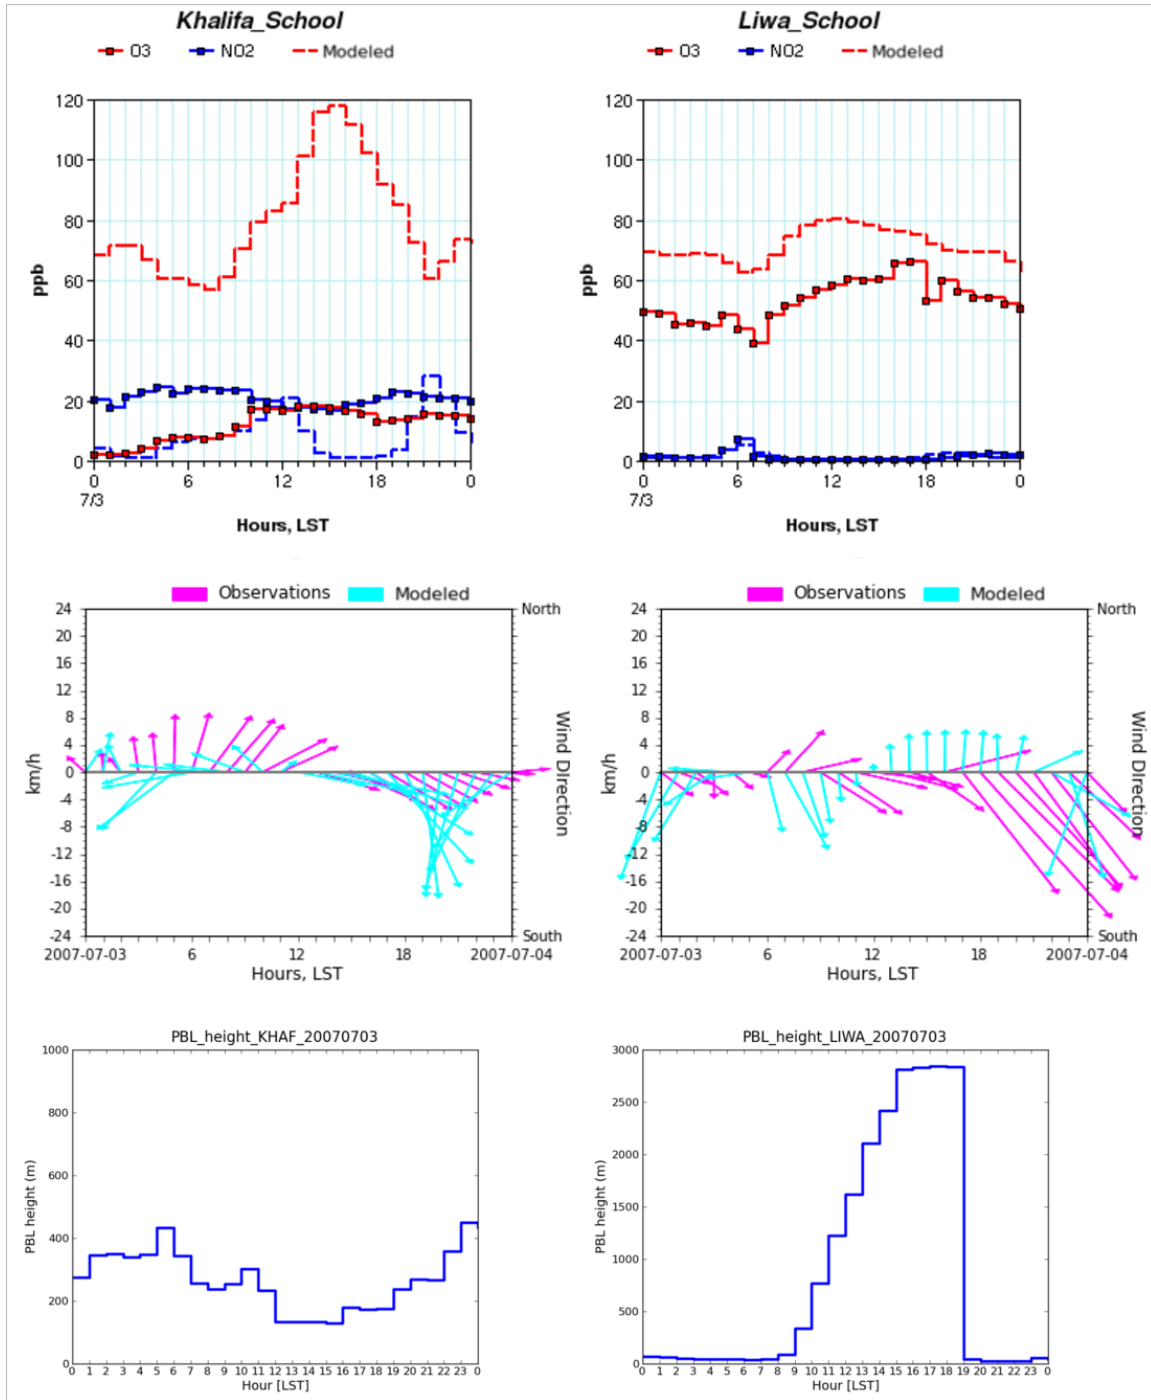 Khalifa_School
O3 NO2 Modeled
120
100
80
60
40
20
0
ppb
0 6 12 18 0
7/3
Hours, LST
Liwa_School
O3 NO2 Modeled
120
100
80
60
40
20
0
ppb
0 6 12 18 0
7/3
Hours, LST
Observations Modeled
24
20
16
12
8
4
0
-4
-8
-12
-16
-20
-24
km/h
North
Wind DIrection
South
2007-07-03 6 12 18 2007-07-04
Hours, LST
Observations Modeled
24
20
16
12
8
4
0
-4
-8
-12
-16
-20
-24
km/h
North
Wind DIrection
South
2007-07-03 6 12 18 2007-07-04
Hours, LST
PBL_height_KHAF_20070703
1000
800
600
400
200
0
PBL height (m)
0 1 2 3 4 5 6 7 8 9 10 11 12 13 14 15 16 17 18 19 20 21 22 23 0
Hour [LST]
PBL_height_LIWA_20070703
3000
2500
2000
1500
1000
500
0
PBL height (m)
0 1 2 3 4 5 6 7 8 9 10 11 12 13 14 15 16 17 18 19 20 21 22 23 0
Hour [LST]